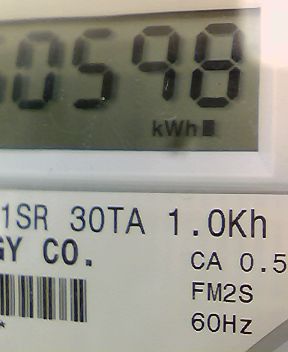 0598
kWh
1SR 30TA 1.0Kh
GY CO.
CA 0.5
FM2S
60Hz